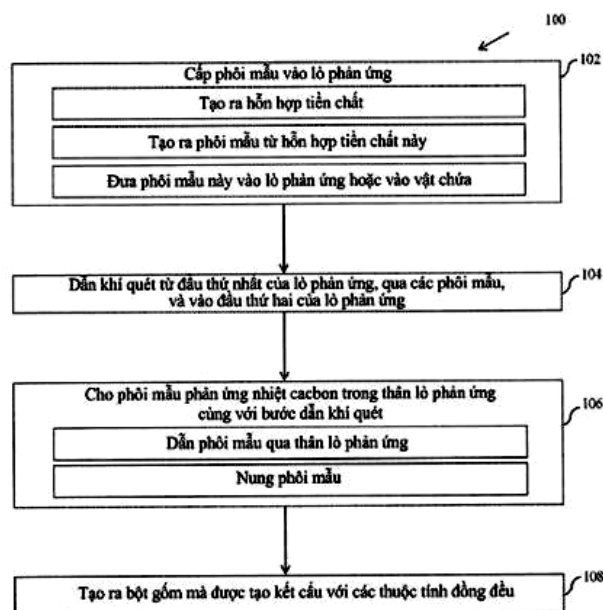 100
102
Cấp phôi mẫu vào lò phản ứng
Tạo ra hỗn hợp tiền chất
Tạo ra phôi mẫu từ hỗn hợp tiền chất này
Đưa phôi mẫu này vào lò phản ứng hoặc vào vật chứa
104
Dẫn khí quét từ đầu thứ nhất của lò phản ứng, qua các phôi mẫu,
và vào đầu thứ hai của lò phản ứng
106
Cho phôi mẫu phản ứng nhiệt cacbon trong thân lò phản ứng
cùng với bước dẫn khí quét
Dẫn phôi mẫu qua thân lò phản ứng
Nung phôi mẫu
108
Tạo ra bột gốm mà được tạo kết cấu với các thuộc tính đồng đều